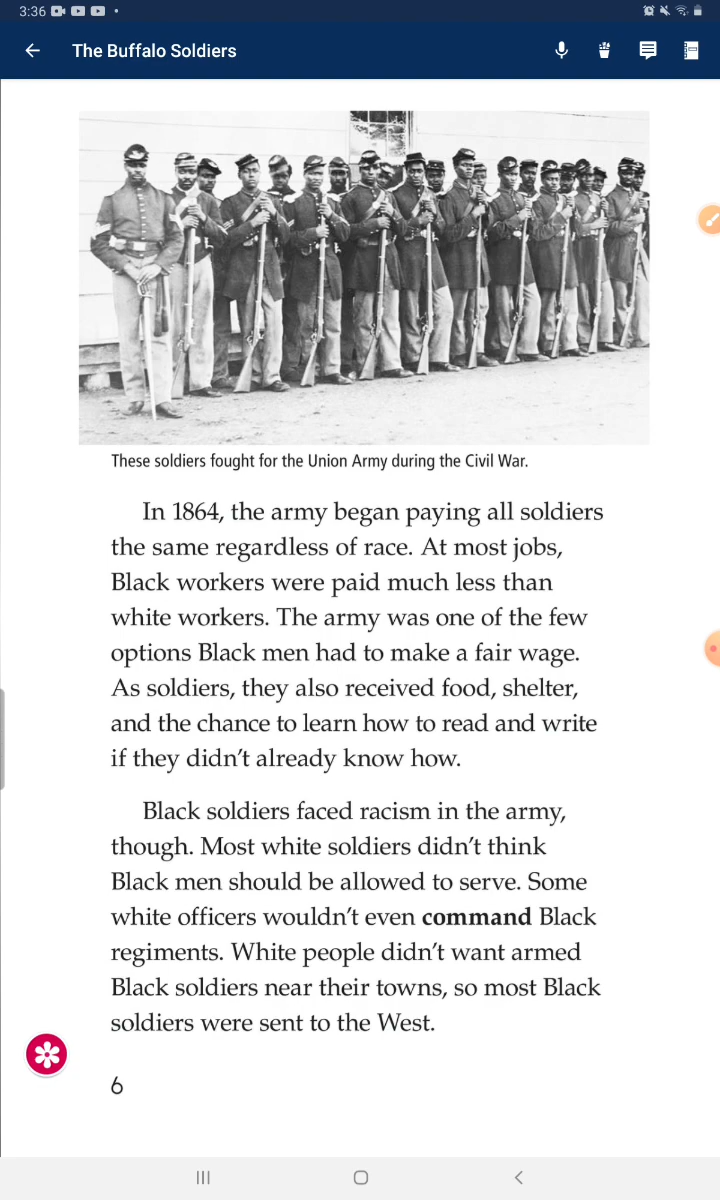 3:36
The Buffalo Soldiers
These soldiers fought for the Union Army during the Civil War.
In 1864, the army began paying all soldiers
the same regardless of race. At most jobs,
Black workers were paid much less than
white workers. The army was one of the few
options Black men had to make a fair wage.
As soldiers, they also received food, shelter,
and the chance to learn how to read and write
if they didn’t already know how.
Black soldiers faced racism in the army,
though. Most white soldiers didn’t think
Black men should be allowed to serve. Some
white officers wouldn’t even command Black
regiments. White people didn’t want armed
Black soldiers near their towns, so most Black
soldiers were sent to the West.
6